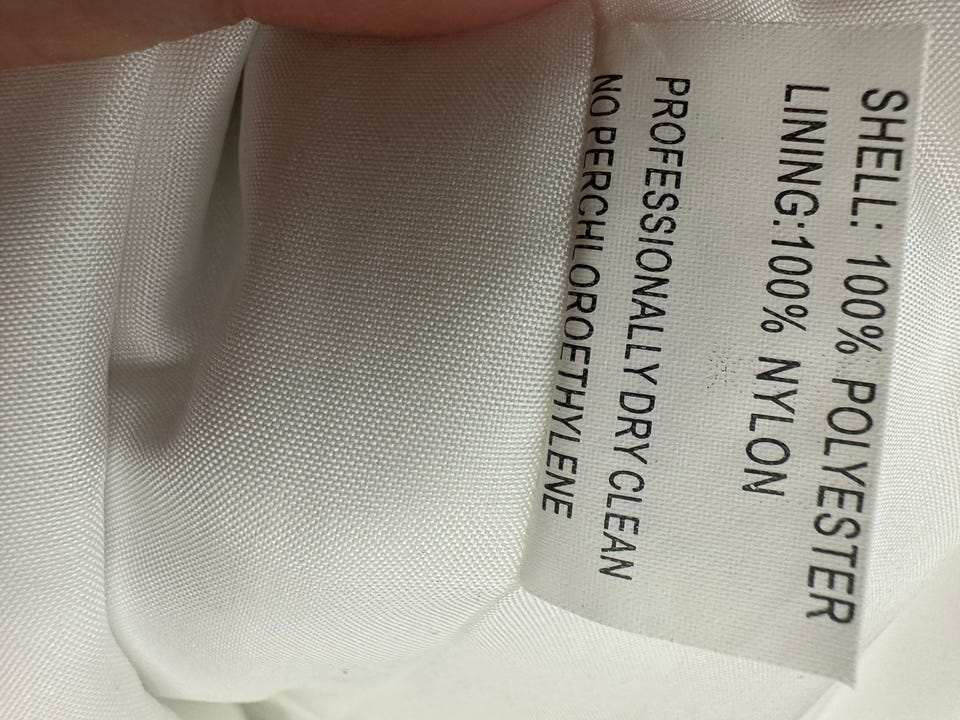 SHELL: 100% POLYESTER
LINING:100% NYLON
PROFESSIONALLY DRY CLEAN
NO PERCHLOROETHYLENE